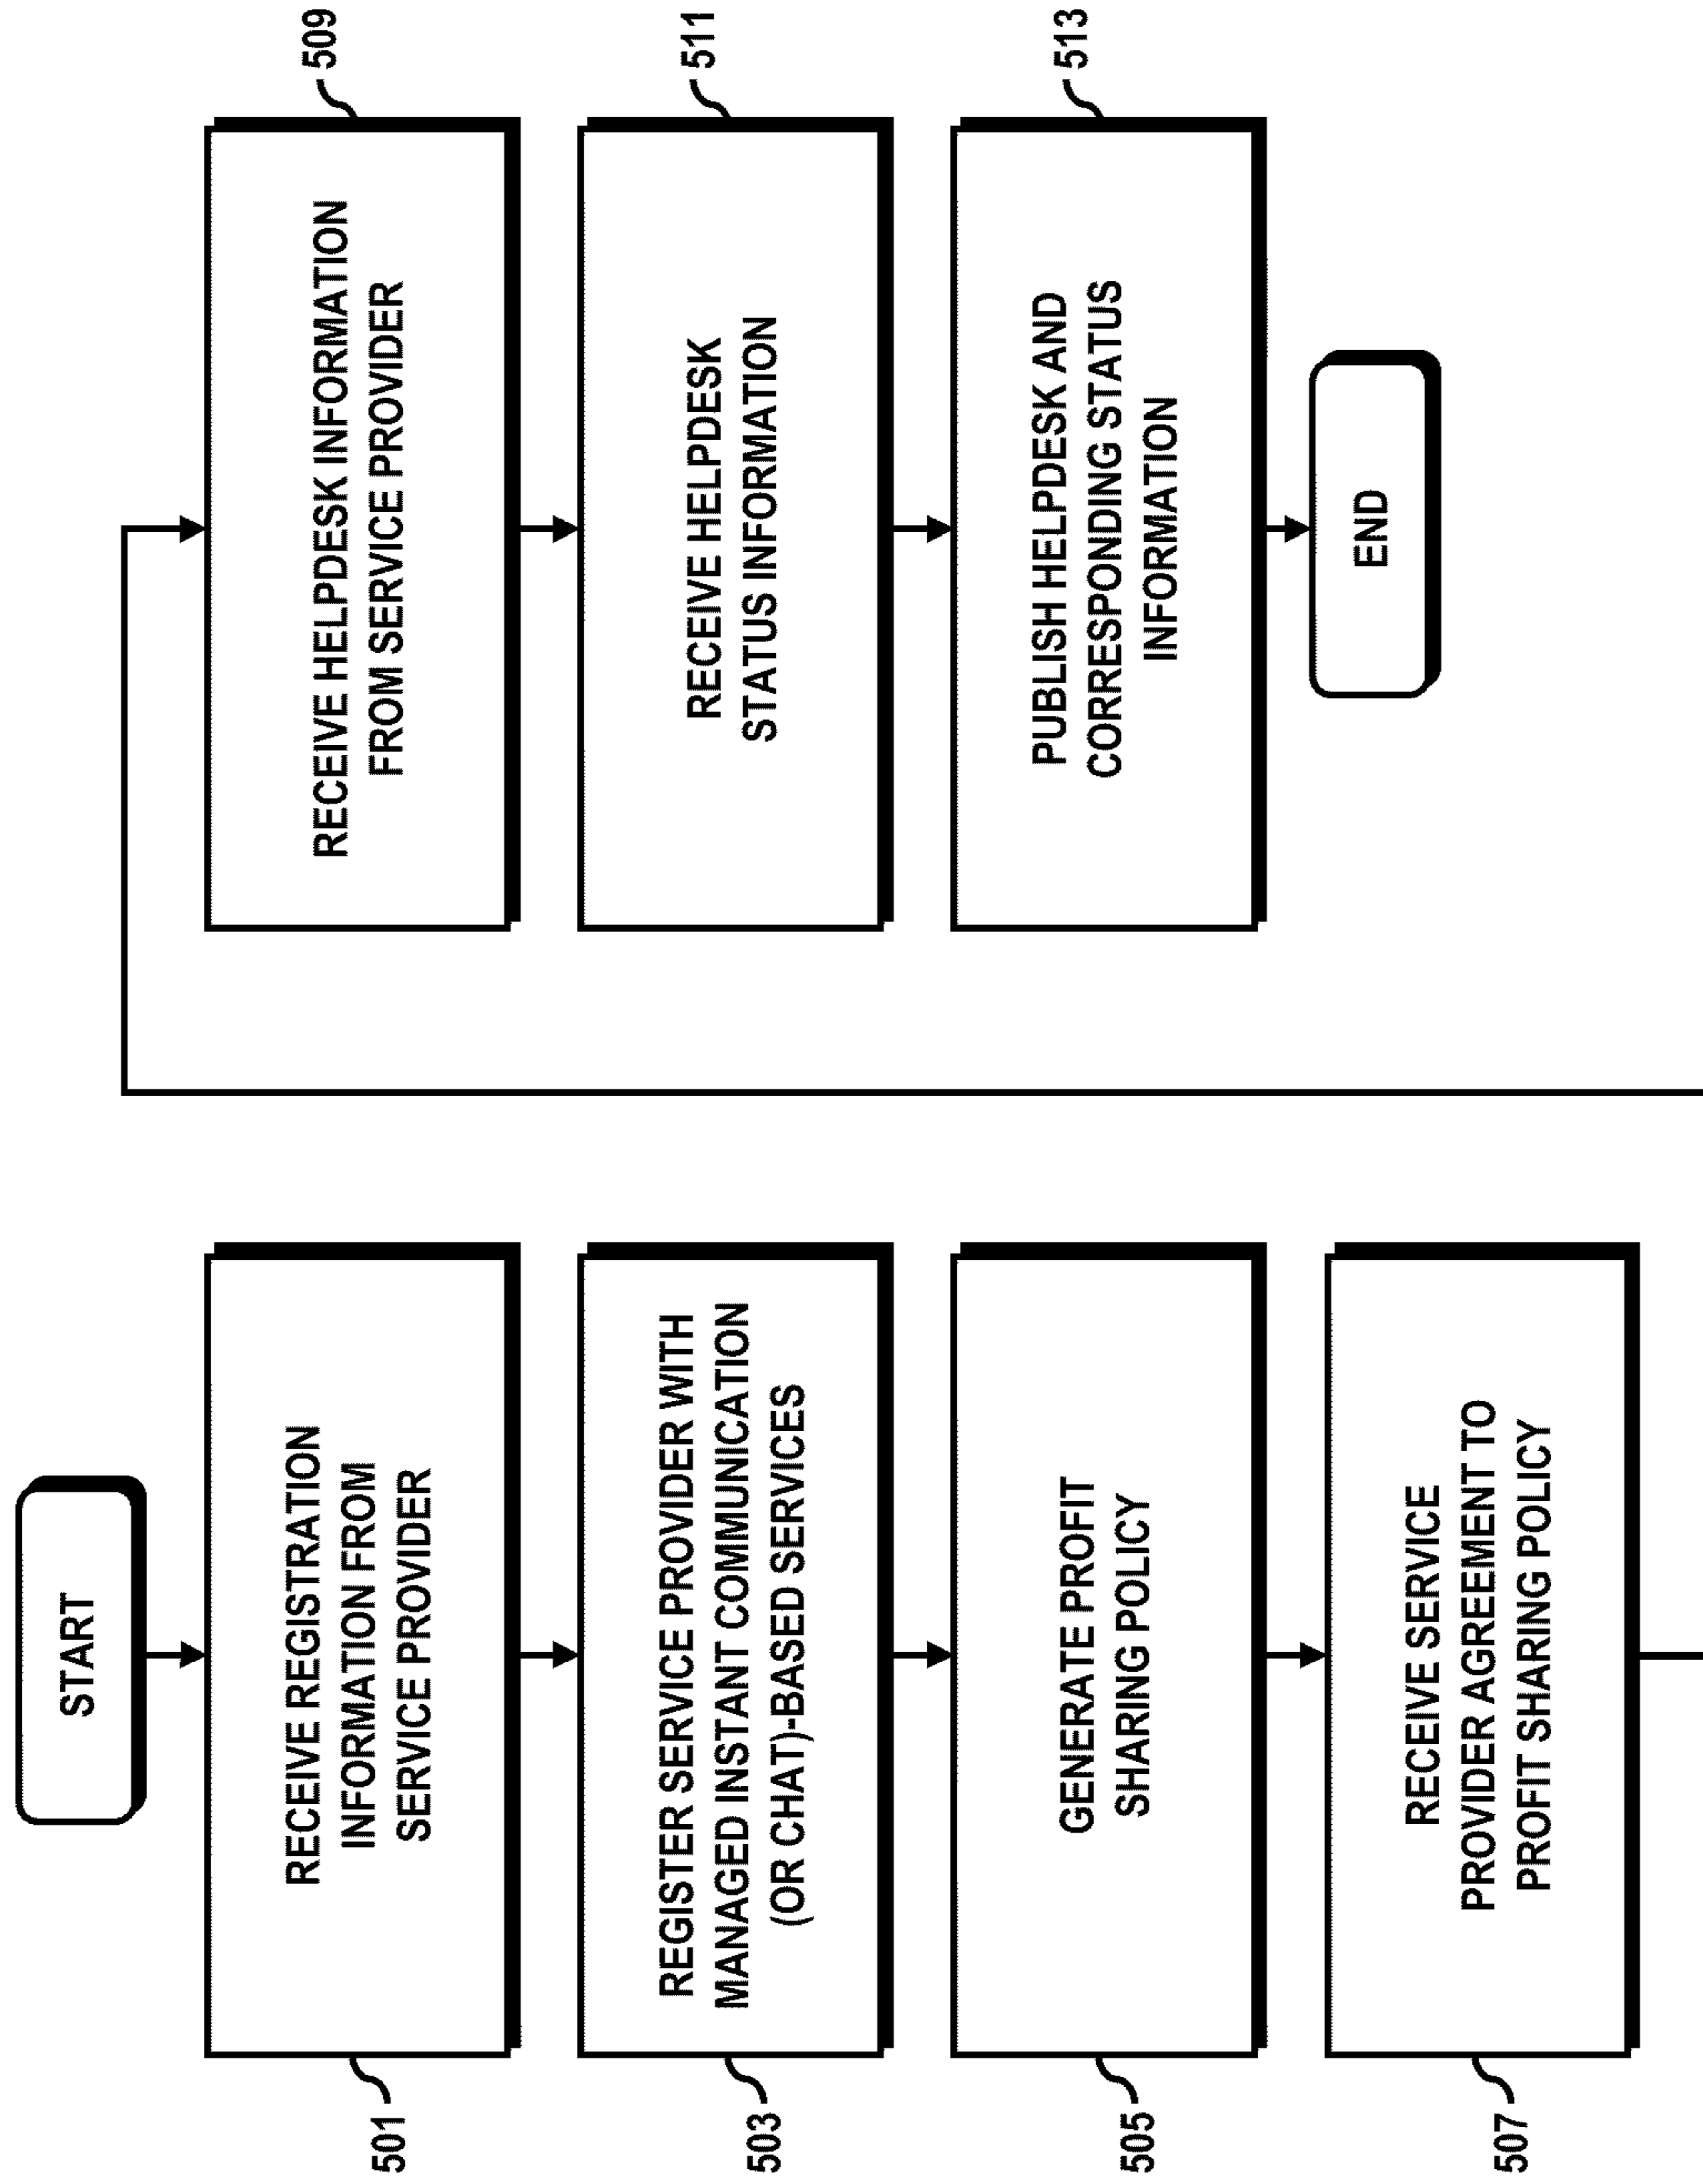 START
501
RECEIVE REGISTRATION
INFORMATION FROM
SERVICE PROVIDER
503
REGISTER SERVICE PROVIDER WITH
MANAGED INSTANT COMMUNICATION
(OR CHAT)-BASED SERVICES
505
GENERATE PROFIT
SHARING POLICY
507
RECEIVE SERVICE
PROVIDER AGREEMENT TO
PROFIT SHARING POLICY
RECEIVE HELPDESK INFORMATION
FROM SERVICE PROVIDER
509
RECEIVE HELPDESK
STATUS INFORMATION
511
PUBLISH HELPDESK AND
CORRESPONDING STATUS
INFORMATION
513
END